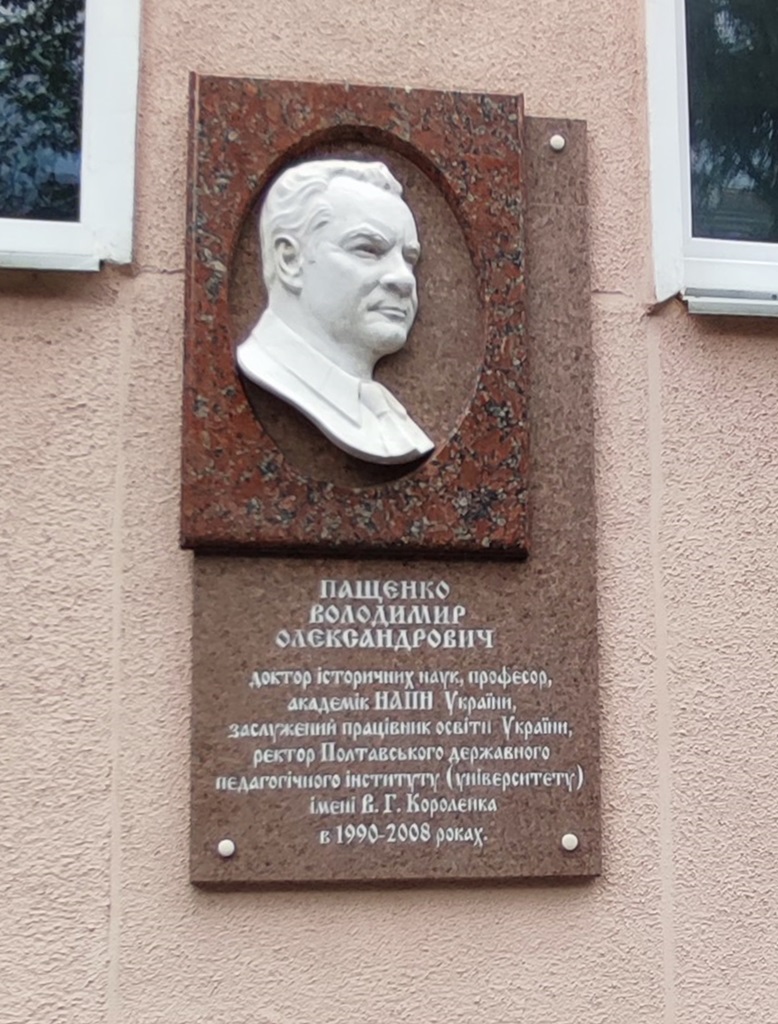 ПАЩЕНКО
ВОЛОДИМИР
ОЛЕКСАНДРОВИЧ
доктор історичних наук, професор,
академік НАПН України,
заслужений працівник освіти України,
ректор Полтавського державного
педагогічного інституту (університету)
імені В. Г. Короленка
в 1990-2008 роках.